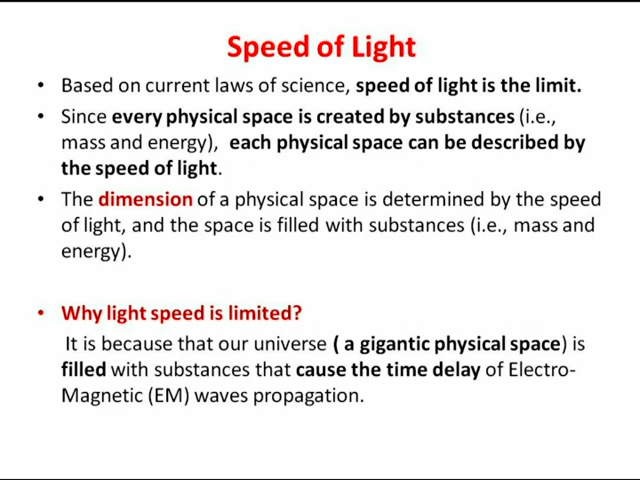 Speed of Light
• Based on current laws of science, speed of light is the limit.
• Since every physical space is created by substances (i.e.,
mass and energy), each physical space can be described by
the speed of light.
• The dimension of a physical space is determined by the speed
of light, and the space is filled with substances (i.e., mass and
energy).
• Why light speed is limited?
It is because that our universe ( a gigantic physical space) is
filled with substances that cause the time delay of Electro-
Magnetic (EM) waves propagation.